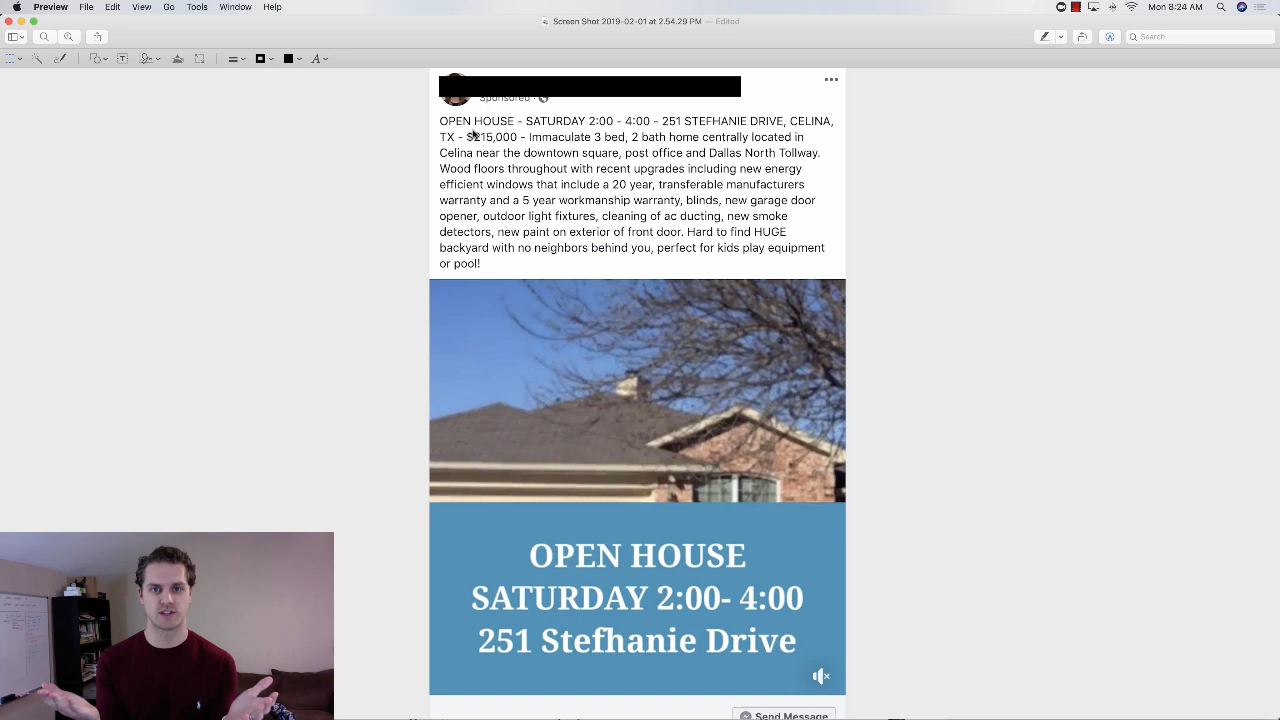 Preview File Edit View Go Tools Window Help
Mon 8:24 AM
Screen Shot 2019-02-01 at 2.54.29 PM — Edited
Search
Sponsored ·
OPEN HOUSE - SATURDAY 2:00 - 4:00 - 251 STEFHANIE DRIVE, CELINA,
TX - $215,000 - Immaculate 3 bed, 2 bath home centrally located in
Celina near the downtown square, post office and Dallas North Tollway.
Wood floors throughout with recent upgrades including new energy
efficient windows that include a 20 year, transferable manufacturers
warranty and a 5 year workmanship warranty, blinds, new garage door
opener, outdoor light fixtures, cleaning of ac ducting, new smoke
detectors, new paint on exterior of front door. Hard to find HUGE
backyard with no neighbors behind you, perfect for kids play equipment
or pool!
OPEN HOUSE
SATURDAY 2:00- 4:00
251 Stefhanie Drive
Send Message